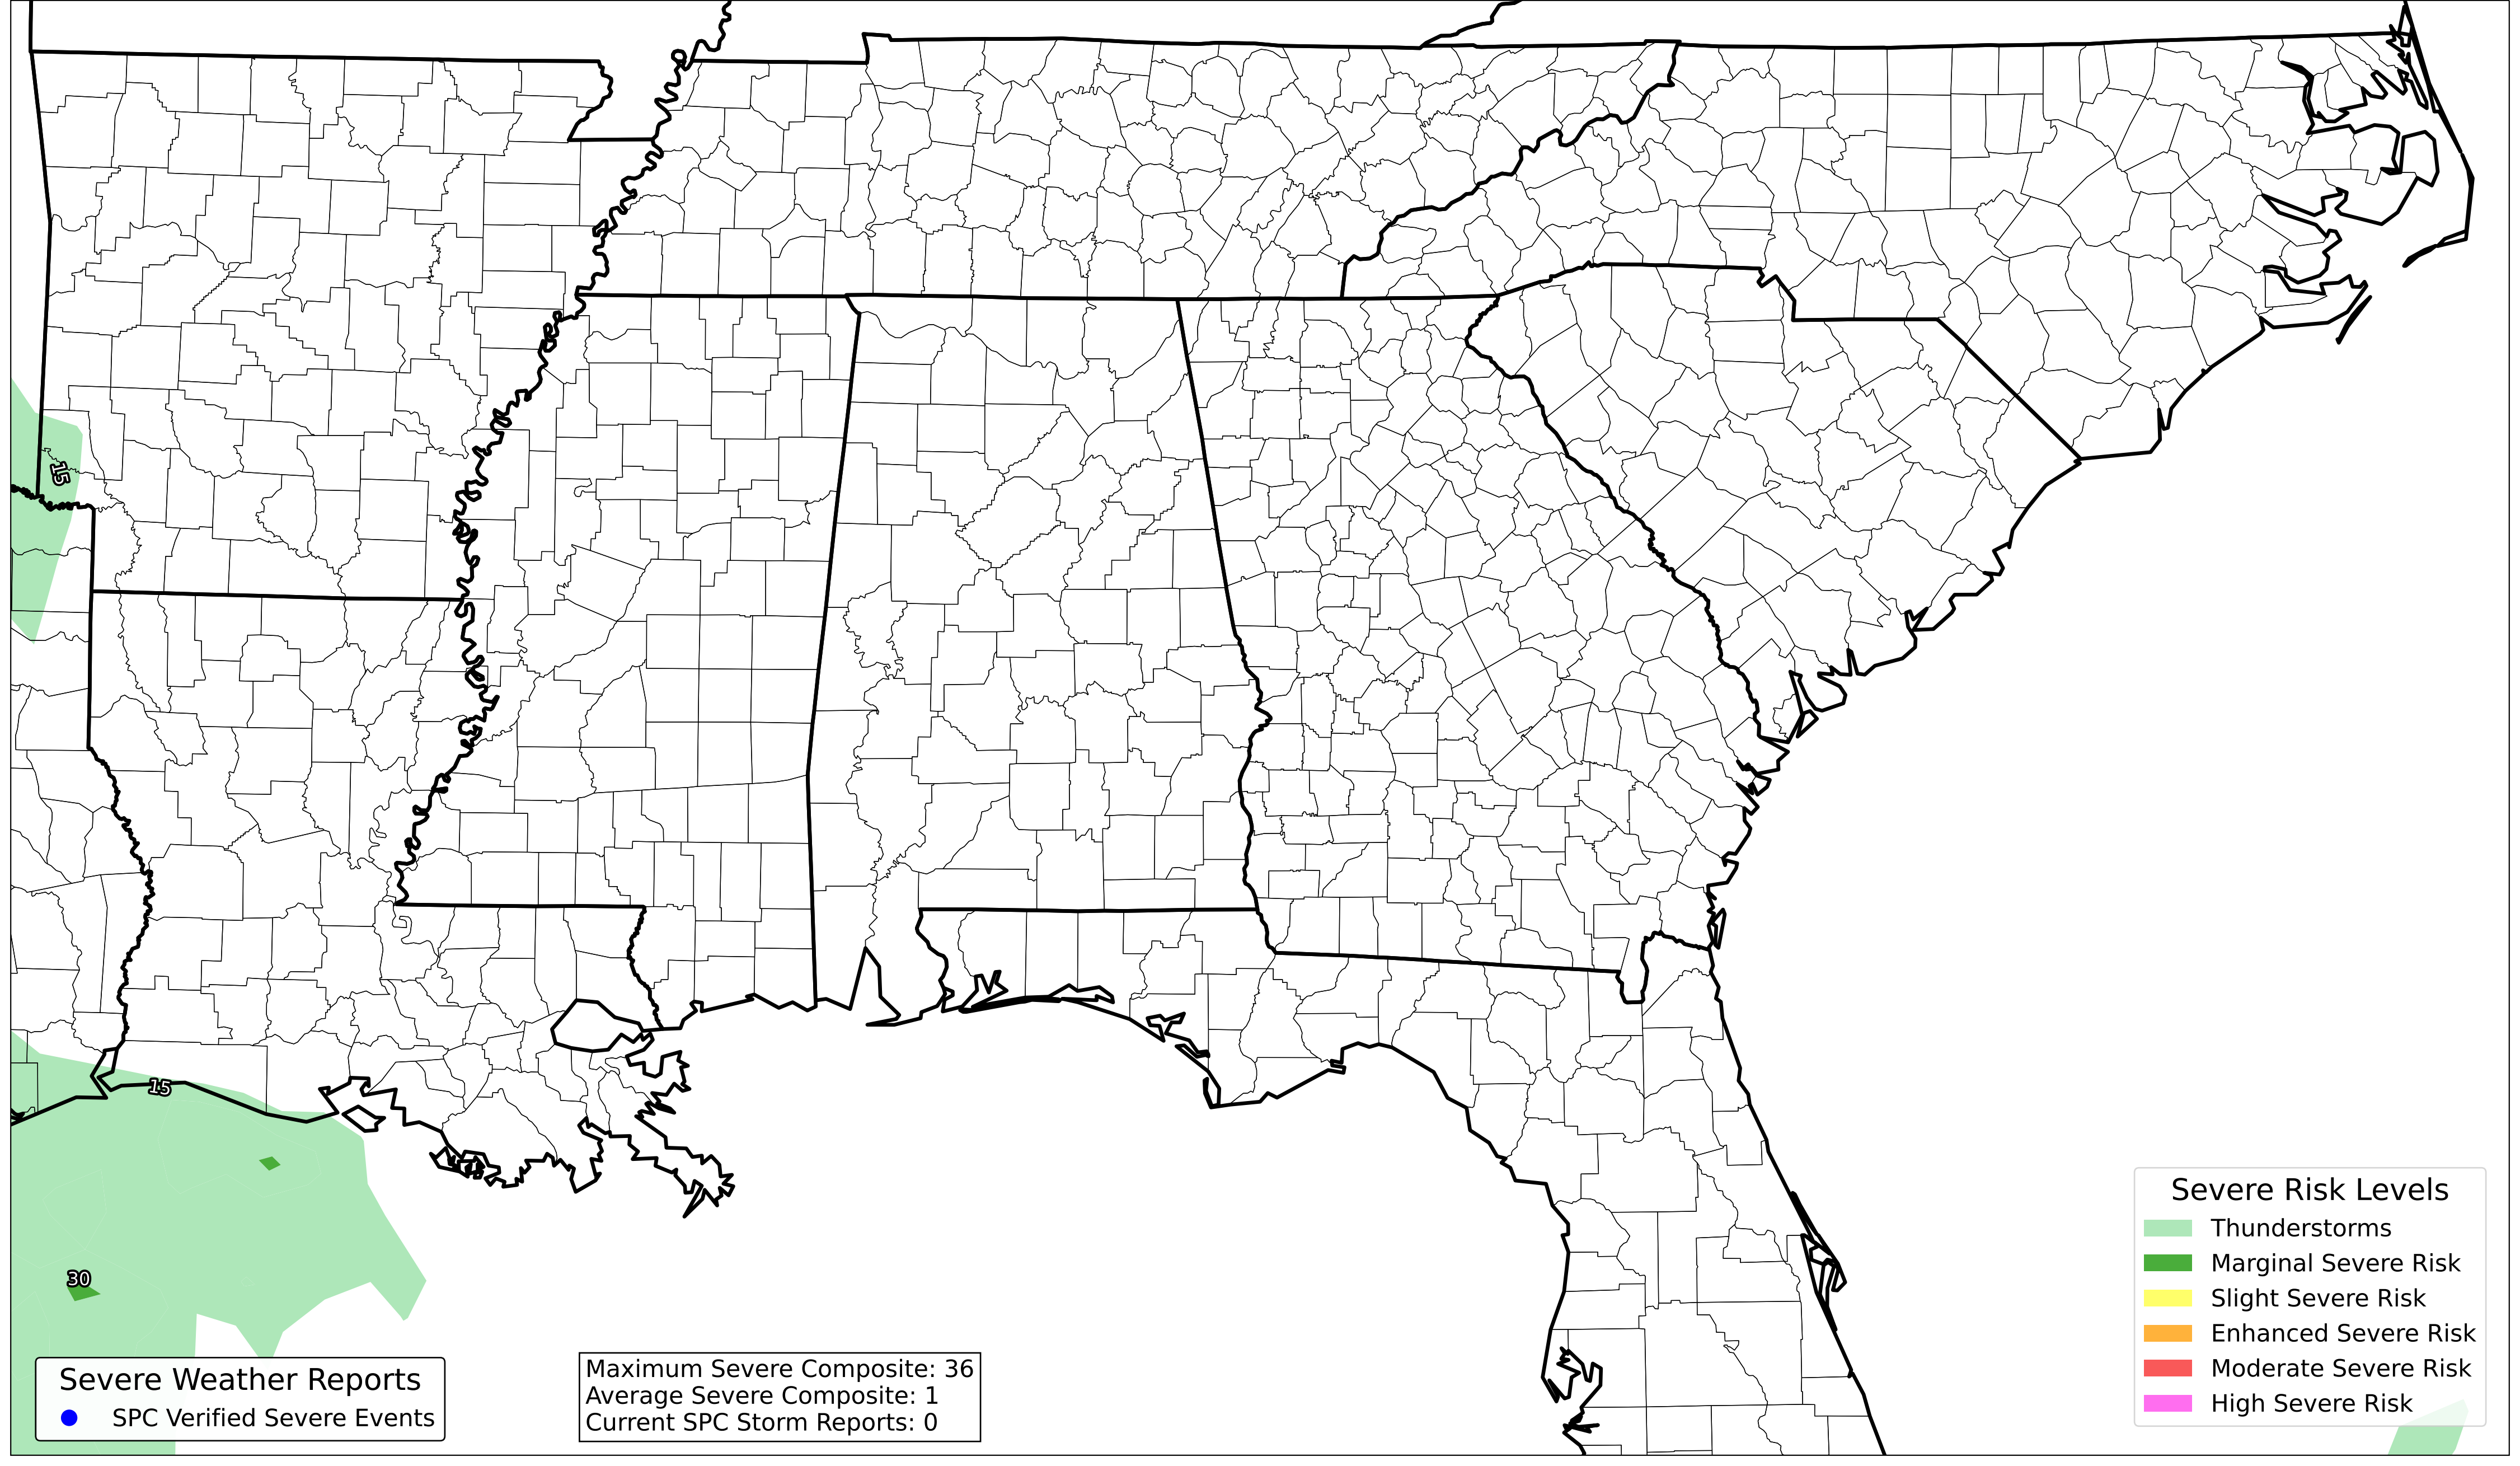 15
15
30
Severe Weather Reports
SPC Verified Severe Events
Maximum Severe Composite: 36
Average Severe Composite: 1
Current SPC Storm Reports: 0
Severe Risk Levels
Thunderstorms
Marginal Severe Risk
Slight Severe Risk
Enhanced Severe Risk
Moderate Severe Risk
High Severe Risk